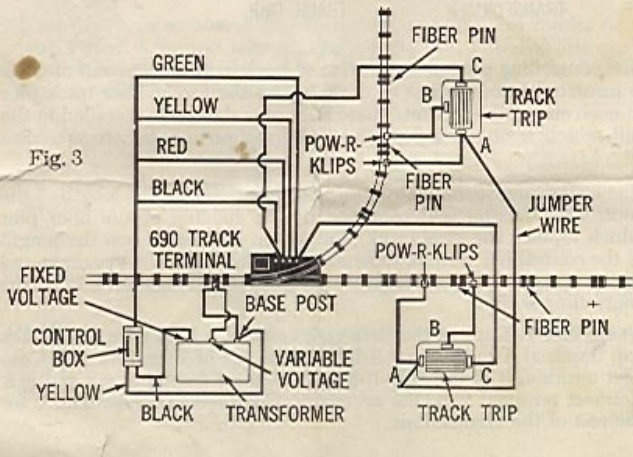 FIBER PIN
GREEN
C
B
TRACK
TRIP
YELLOW
POW-R-
KLIPS
A
Fig. 3
RED
FIBER
PIN
BLACK
JUMPER
WIRE
690 TRACK
TERMINAL
POW-R-KLIPS
FIXED
VOLTAGE
BASE POST
FIBER PIN
+
CONTROL
BOX
B
VARIABLE
VOLTAGE
A
C
YELLOW
BLACK
TRANSFORMER
TRACK TRIP